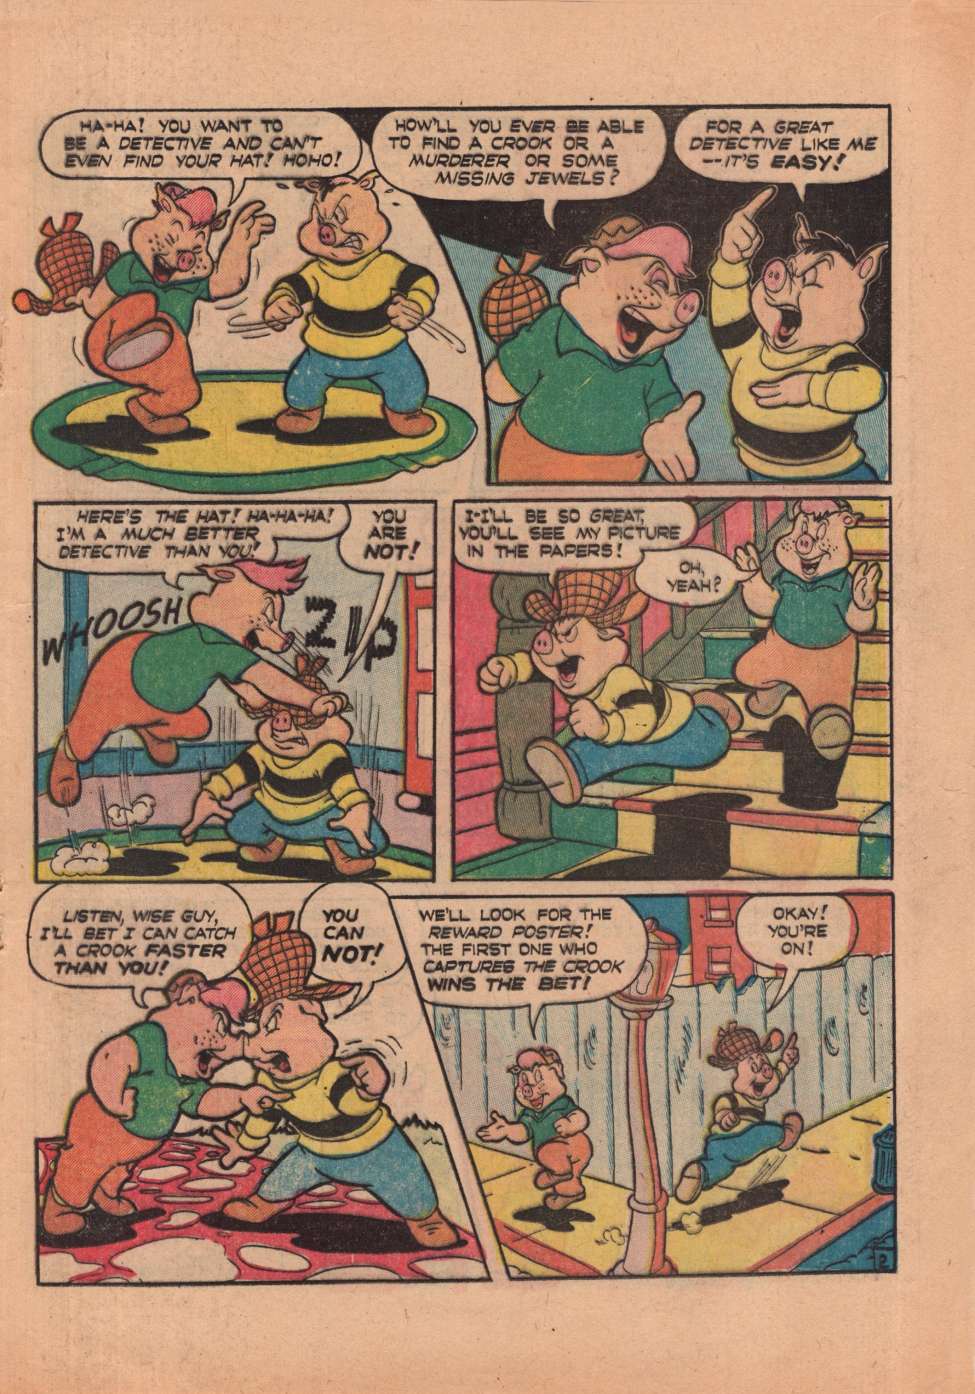 HA-HA! YOU WANT TO
BE A DETECTIVE AND CAN'T
EVEN FIND YOUR HAT! HOHO!
HOW'LL YOU EVER BE ABLE
TO FIND A CROOK OR A
MURDERER OR SOME
MISSING JEWELS?
FOR A GREAT
DETECTIVE LIKE ME
--IT'S EASY!
HERE'S THE HAT! HA-HA-HA!
I'M A MUCH BETTER
DETECTIVE THAN YOU!
YOU
ARE
NOT!
WHOOSH
ZIP
I-I'LL BE SO GREAT,
YOU'LL SEE MY PICTURE
IN THE PAPERS!
OH,
YEAH?
LISTEN, WISE GUY,
I'LL BET I CAN CATCH
A CROOK FASTER
THAN YOU!
YOU
CAN
NOT!
WE'LL LOOK FOR THE
REWARD POSTER!
THE FIRST ONE WHO
CAPTURES THE CROOK
WINS THE BET!
OKAY!
YOU'RE
ON!
2